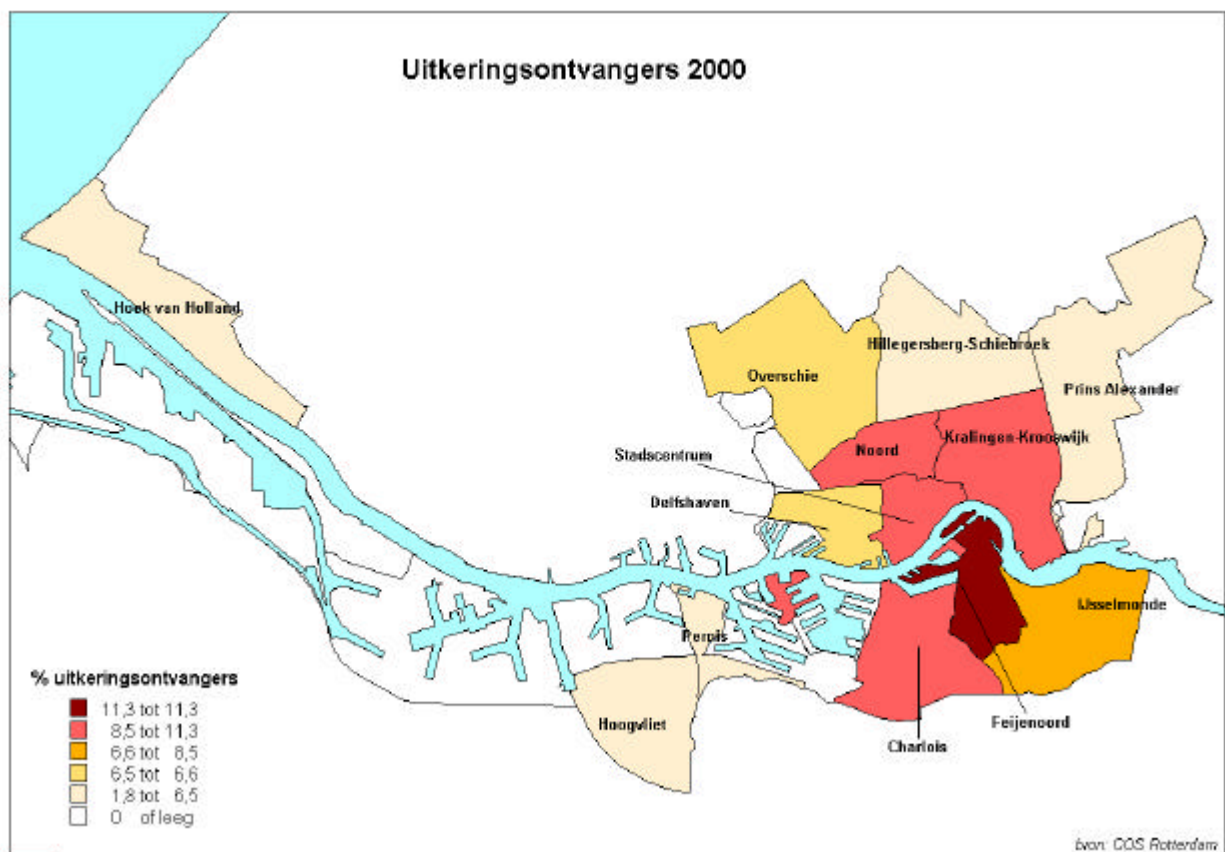 Uitkeringsontvangers 2000
Hoek van Holland
Hillegersberg-Schiebroek
Overschie
Prins Alexander
Noord
Kralingen-Krooswijk
Stadscentrum
Delfshaven
IJsselmonde
Pernis
Hoogvliet
Feijenoord
Charlois
% uitkeringsontvangers
11,3 tot 11,3
8,5 tot 11,3
6,6 tot 8,5
6,5 tot 6,6
1,8 tot 6,5
0 of leeg
bron: COS Rotterdam